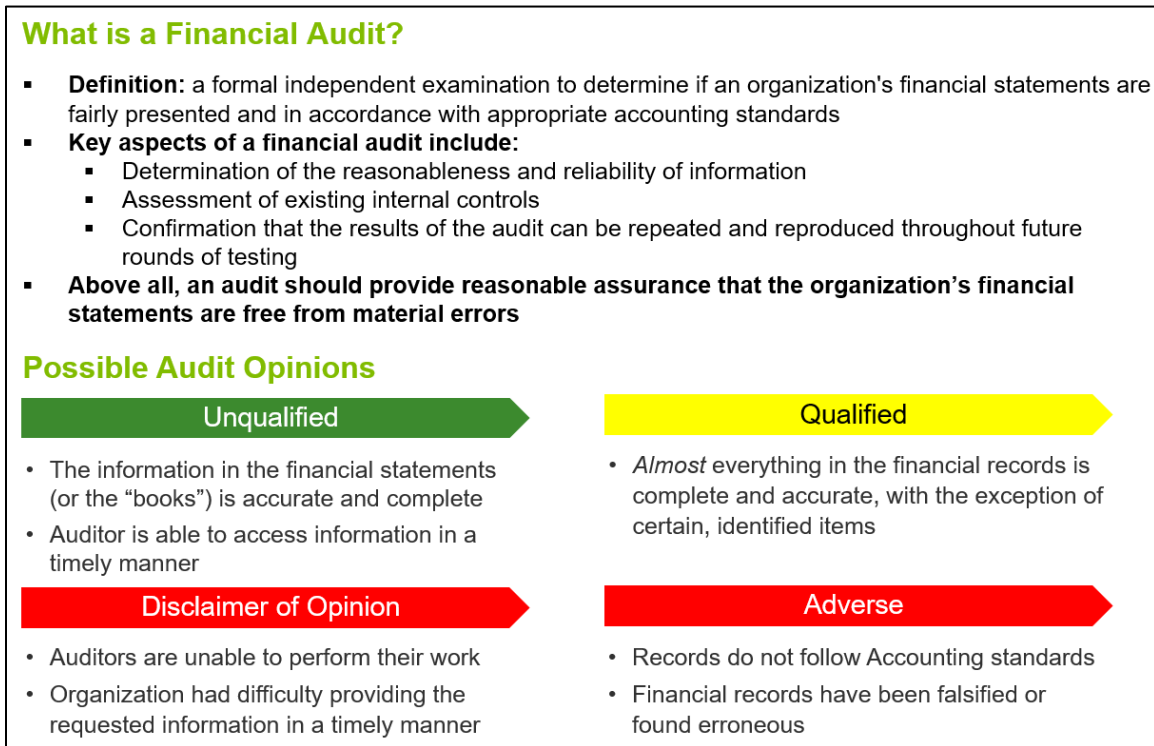 What is a Financial Audit?
▪ Definition: a formal independent examination to determine if an organization's financial statements are
fairly presented and in accordance with appropriate accounting standards
▪ Key aspects of a financial audit include:
▪ Determination of the reasonableness and reliability of information
▪ Assessment of existing internal controls
▪ Confirmation that the results of the audit can be repeated and reproduced throughout future
rounds of testing
▪ Above all, an audit should provide reasonable assurance that the organization’s financial
statements are free from material errors
Possible Audit Opinions
Unqualified
• The information in the financial statements
(or the “books”) is accurate and complete
• Auditor is able to access information in a
timely manner
Qualified
• Almost everything in the financial records is
complete and accurate, with the exception of
certain, identified items
Disclaimer of Opinion
• Auditors are unable to perform their work
• Organization had difficulty providing the
requested information in a timely manner
Adverse
• Records do not follow Accounting standards
• Financial records have been falsified or
found erroneous